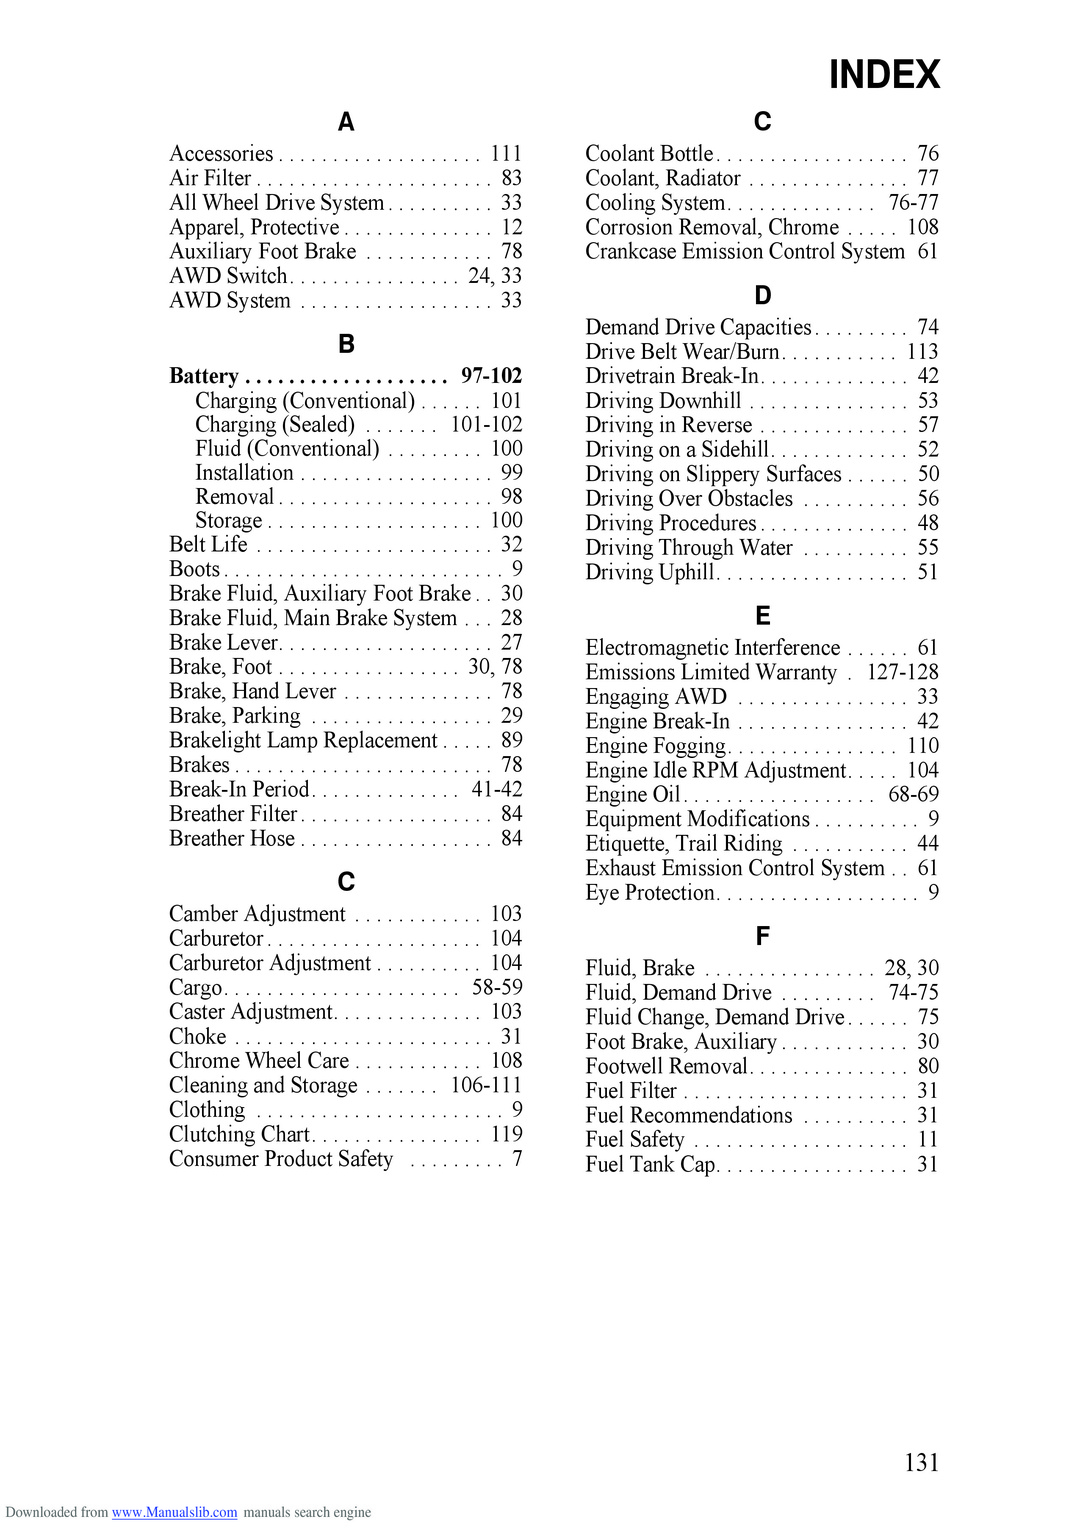 INDEX
A
Accessories . . . . . . . . . . . . . . . . . . . 111
Air Filter . . . . . . . . . . . . . . . . . . . . . . 83
All Wheel Drive System . . . . . . . . . . 33
Apparel, Protective . . . . . . . . . . . . . . 12
Auxiliary Foot Brake . . . . . . . . . . . . 78
AWD Switch . . . . . . . . . . . . . . . . 24, 33
AWD System . . . . . . . . . . . . . . . . . . 33
B
Battery . . . . . . . . . . . . . . . . . . . 97-102
Charging (Conventional) . . . . . . 101
Charging (Sealed) . . . . . . . 101-102
Fluid (Conventional) . . . . . . . . . 100
Installation . . . . . . . . . . . . . . . . . . 99
Removal . . . . . . . . . . . . . . . . . . . . 98
Storage . . . . . . . . . . . . . . . . . . . . 100
Belt Life . . . . . . . . . . . . . . . . . . . . . . 32
Boots . . . . . . . . . . . . . . . . . . . . . . . . . . 9
Brake Fluid, Auxiliary Foot Brake . . 30
Brake Fluid, Main Brake System . . . 28
Brake Lever. . . . . . . . . . . . . . . . . . . . 27
Brake, Foot . . . . . . . . . . . . . . . . . 30, 78
Brake, Hand Lever . . . . . . . . . . . . . . 78
Brake, Parking . . . . . . . . . . . . . . . . . 29
Brakelight Lamp Replacement . . . . . 89
Brakes . . . . . . . . . . . . . . . . . . . . . . . . 78
Break-In Period. . . . . . . . . . . . . . 41-42
Breather Filter . . . . . . . . . . . . . . . . . . 84
Breather Hose . . . . . . . . . . . . . . . . . . 84
C
Camber Adjustment . . . . . . . . . . . . 103
Carburetor . . . . . . . . . . . . . . . . . . . . 104
Carburetor Adjustment . . . . . . . . . . 104
Cargo. . . . . . . . . . . . . . . . . . . . . . 58-59
Caster Adjustment. . . . . . . . . . . . . . 103
Choke . . . . . . . . . . . . . . . . . . . . . . . . 31
Chrome Wheel Care . . . . . . . . . . . . 108
Cleaning and Storage . . . . . . . 106-111
Clothing . . . . . . . . . . . . . . . . . . . . . . . 9
Clutching Chart. . . . . . . . . . . . . . . . 119
Consumer Product Safety . . . . . . . . . 7
C
Coolant Bottle . . . . . . . . . . . . . . . . . . 76
Coolant, Radiator . . . . . . . . . . . . . . . 77
Cooling System. . . . . . . . . . . . . . 76-77
Corrosion Removal, Chrome . . . . . 108
Crankcase Emission Control System 61
D
Demand Drive Capacities . . . . . . . . . 74
Drive Belt Wear/Burn. . . . . . . . . . . 113
Drivetrain Break-In. . . . . . . . . . . . . . 42
Driving Downhill . . . . . . . . . . . . . . . 53
Driving in Reverse . . . . . . . . . . . . . . 57
Driving on a Sidehill. . . . . . . . . . . . . 52
Driving on Slippery Surfaces . . . . . . 50
Driving Over Obstacles . . . . . . . . . . 56
Driving Procedures . . . . . . . . . . . . . . 48
Driving Through Water . . . . . . . . . . 55
Driving Uphill. . . . . . . . . . . . . . . . . . 51
E
Electromagnetic Interference . . . . . . 61
Emissions Limited Warranty . 127-128
Engaging AWD . . . . . . . . . . . . . . . . 33
Engine Break-In . . . . . . . . . . . . . . . . 42
Engine Fogging. . . . . . . . . . . . . . . . 110
Engine Idle RPM Adjustment. . . . . 104
Engine Oil . . . . . . . . . . . . . . . . . . 68-69
Equipment Modifications . . . . . . . . . . 9
Etiquette, Trail Riding . . . . . . . . . . . 44
Exhaust Emission Control System . . 61
Eye Protection. . . . . . . . . . . . . . . . . . . 9
F
Fluid, Brake . . . . . . . . . . . . . . . . 28, 30
Fluid, Demand Drive . . . . . . . . . 74-75
Fluid Change, Demand Drive . . . . . . 75
Foot Brake, Auxiliary . . . . . . . . . . . . 30
Footwell Removal. . . . . . . . . . . . . . . 80
Fuel Filter . . . . . . . . . . . . . . . . . . . . . 31
Fuel Recommendations . . . . . . . . . . 31
Fuel Safety . . . . . . . . . . . . . . . . . . . . 11
Fuel Tank Cap. . . . . . . . . . . . . . . . . . 31
131
Downloaded from www.Manualslib.com manuals search engine